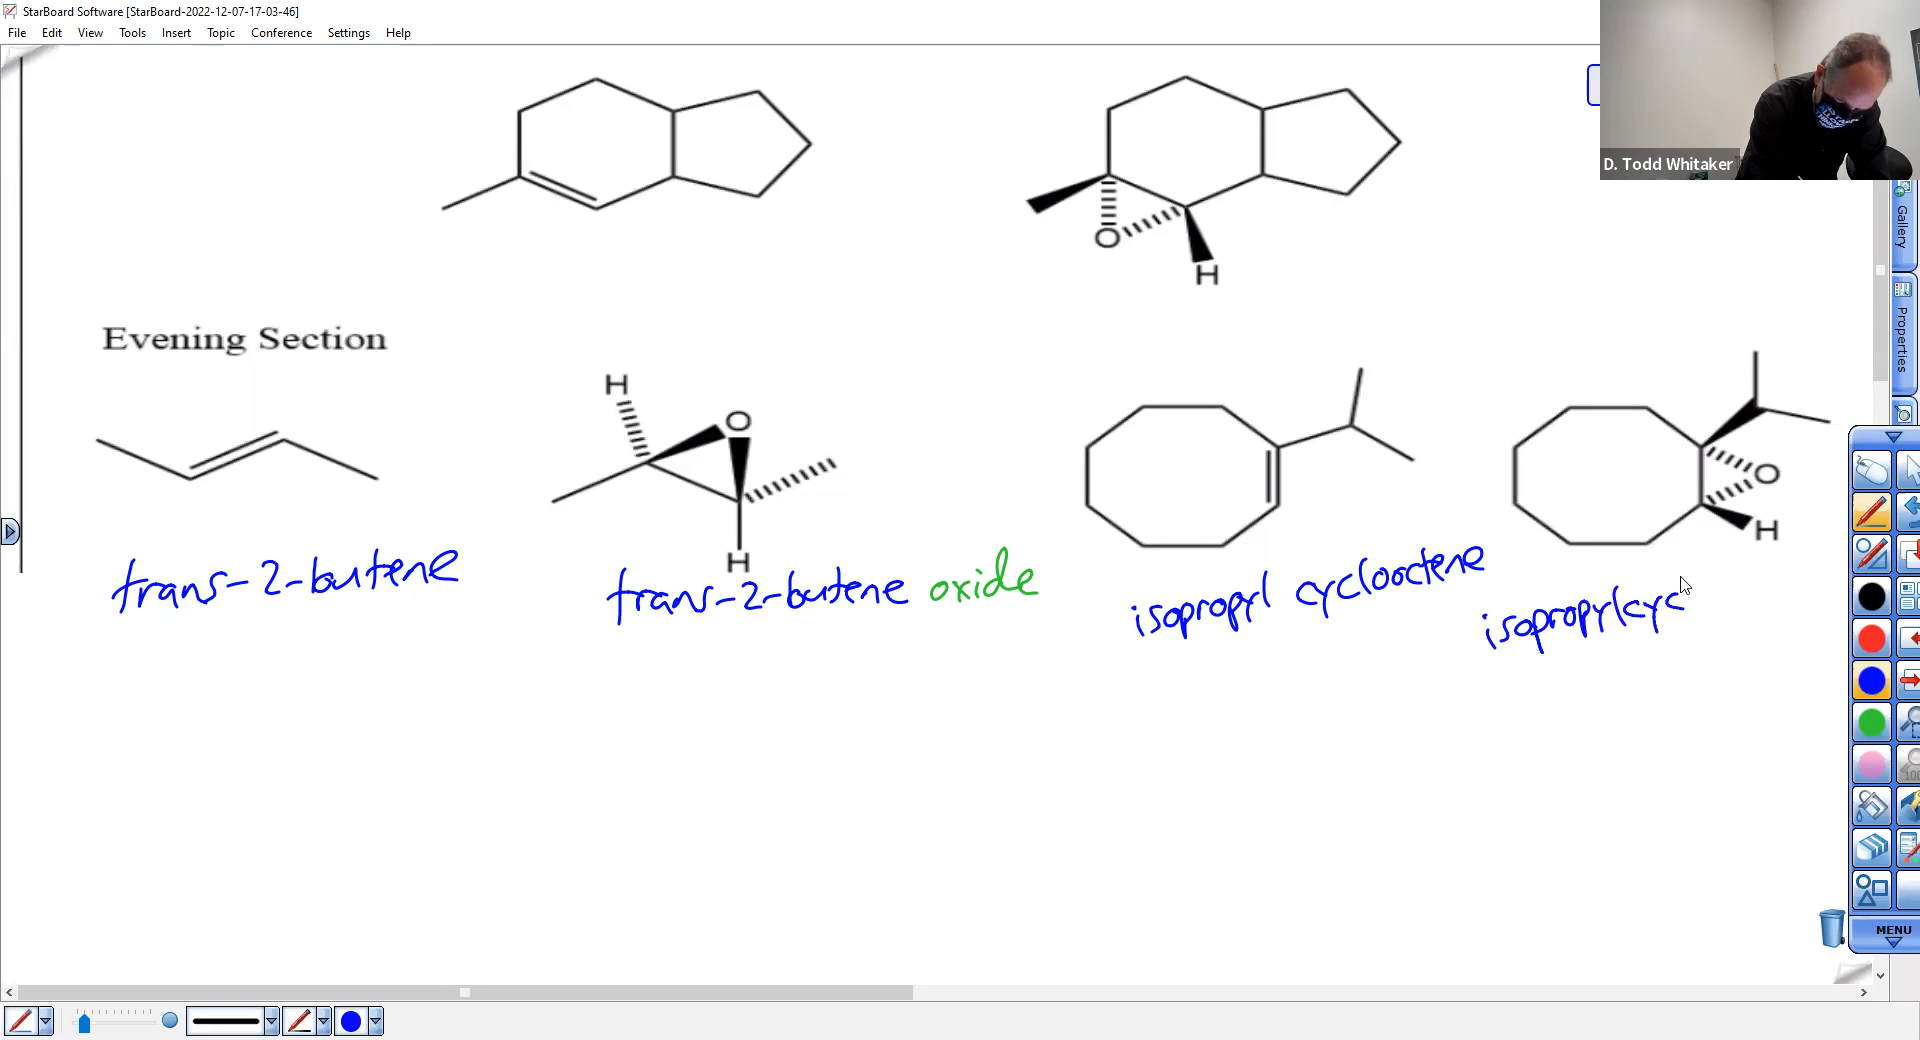 StarBoard Software [StarBoard-2022-12-07-17-03-46]
File Edit View Tools Insert Topic Conference Settings Help
D. Todd Whitaker
Gallery
Properties
O
H
Evening Section
H
O
H
O
H
trans-2-butene
trans-2-butene oxide
isopropyl cyclooctene
isopropylcyc
100
MENU